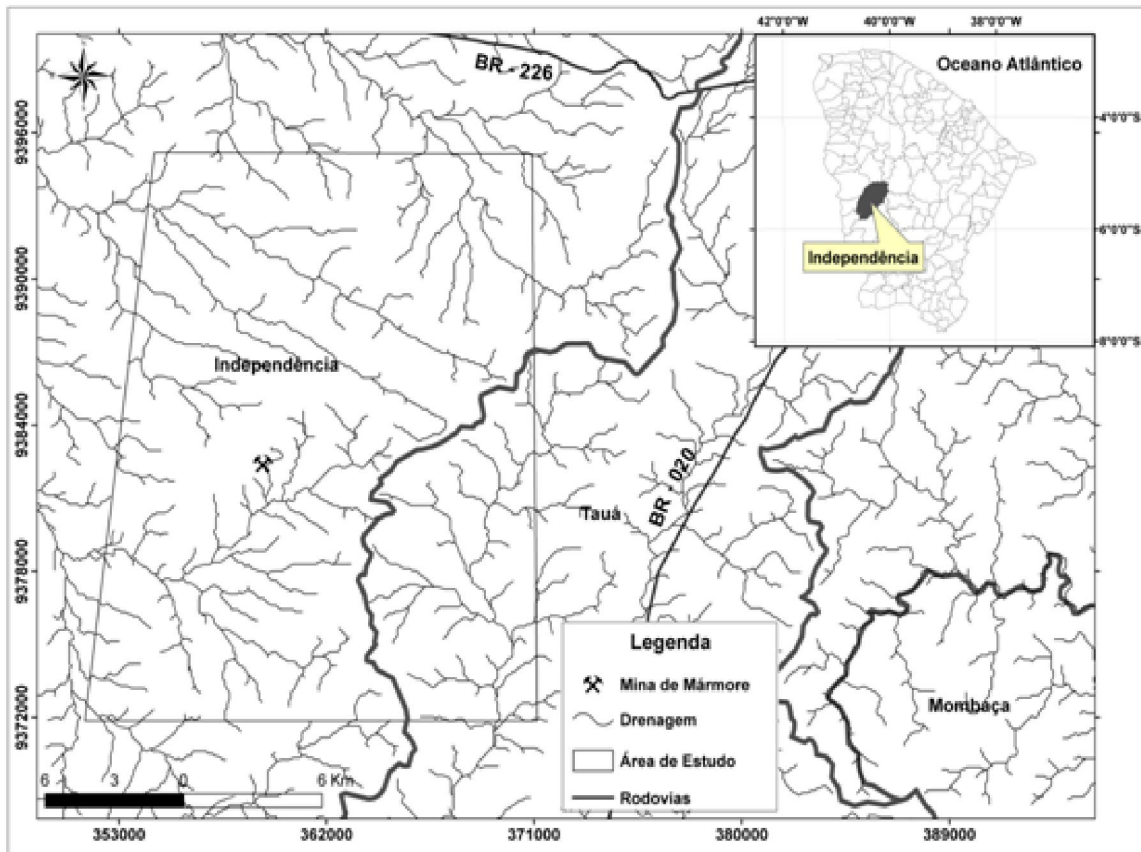 42°0'0"W 40°0'0"W 38°0'0"W
Oceano Atlântico
4°0'0"S
6°0'0"S
8°0'0"S
Independência
BR - 226
9396000
9390000
9384000
9378000
9372000
Independência
Tauá
BR - 020
Mombaça
Legenda
Mina de Mármore
Drenagem
Área de Estudo
Rodovias
6 3 0 6 Km
353000 362000 371000 380000 389000